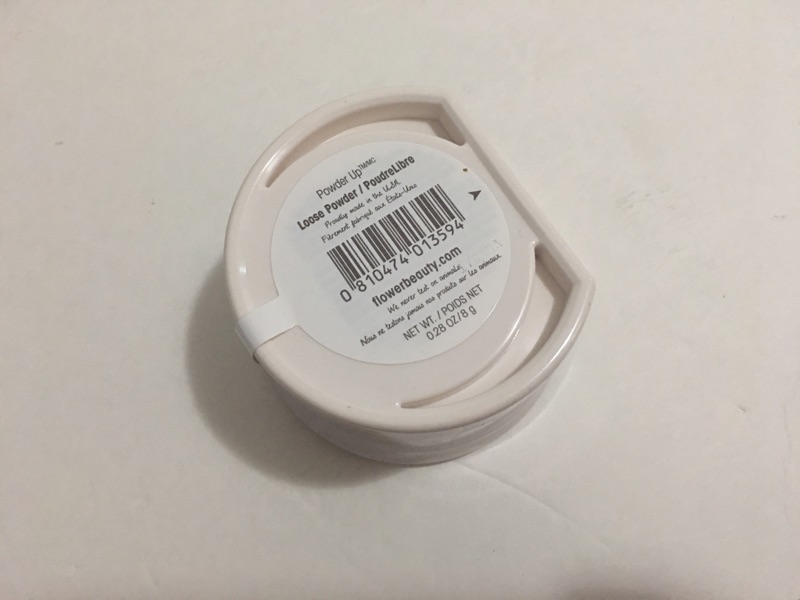 Powder Up™/MC
Loose Powder / PoudreLibre
Proudly made in the U.S.A.
Fièrement fabriqué aux États-Unis
0 810474 013594
flowerbeauty.com
We never test on animals.
Nous ne testons jamais nos produits sur les animaux.
NET WT. / POIDS NET
0.28 OZ/8 g